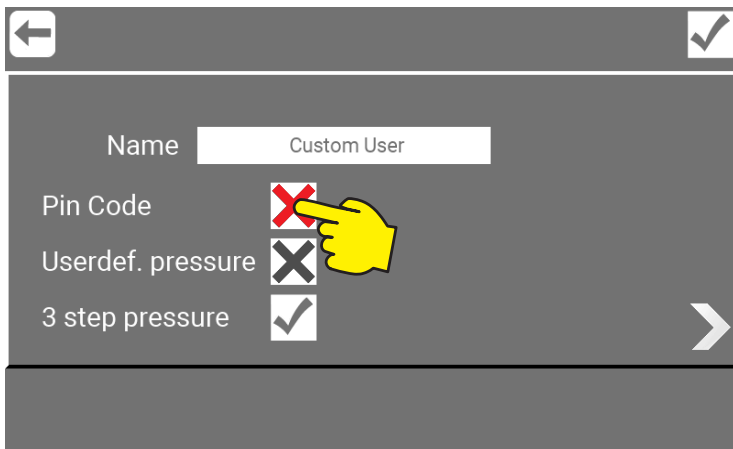 Name
Custom User
Pin Code
Userdef. pressure
3 step pressure